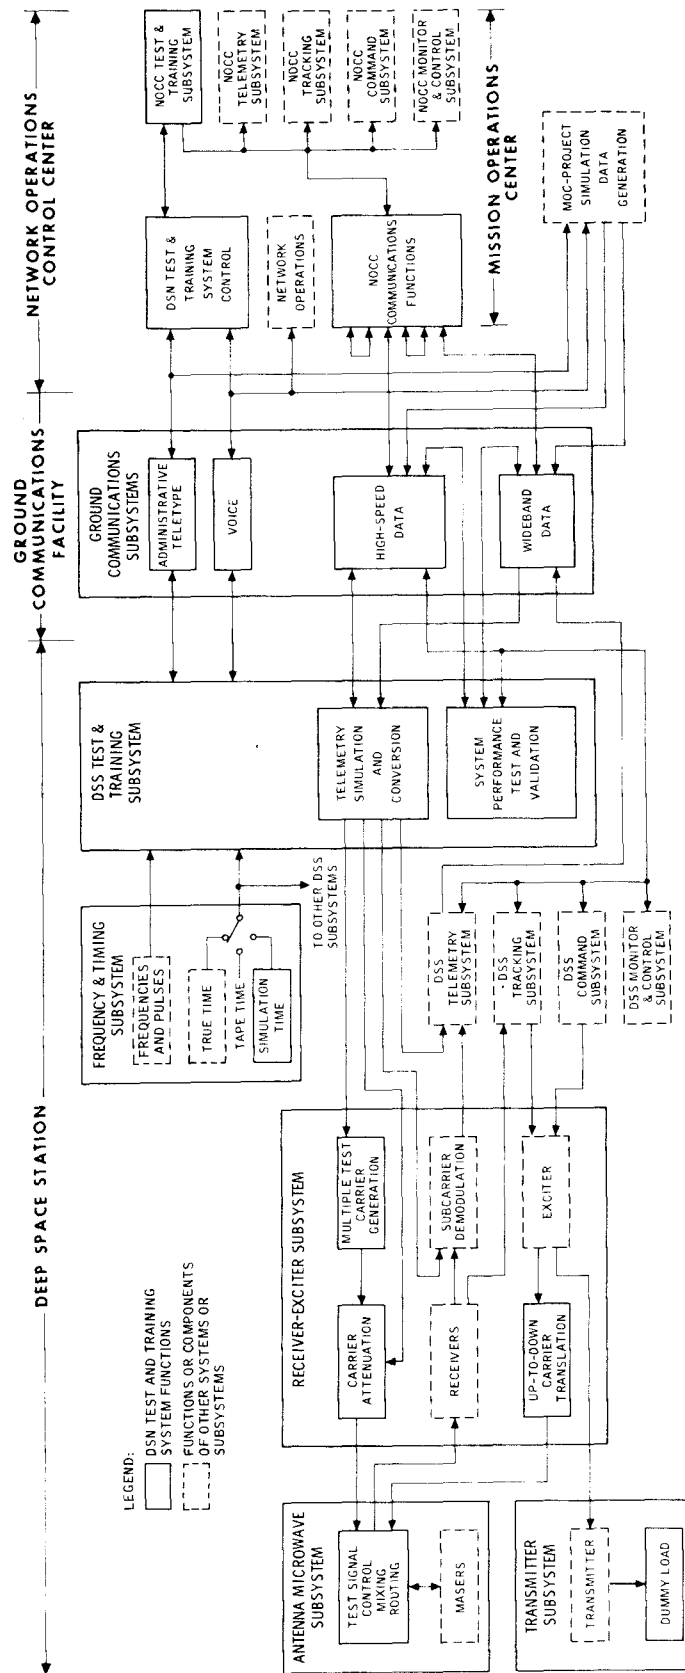 NETWORK OPERATIONS
CONTROL CENTER
GROUND
COMMUNICATIONS
FACILITY
DEEP SPACE STATION
MISSION OPERATIONS
CENTER
NOCC TEST &
TRAINING
SUBSYSTEM
NOCC
TELEMETRY
SUBSYSTEM
NOCC
TRACKING
SUBSYSTEM
NOCC
COMMAND
SUBSYSTEM
NOCC MONITOR
& CONTROL
SUBSYSTEM
DSN TEST &
TRAINING
SYSTEM
CONTROL
NETWORK
OPERATIONS
NOCC
COMMUNICATIONS
FUNCTIONS
MOC-PROJECT
SIMULATION
DATA
GENERATION
GROUND
COMMUNICATIONS
SUBSYSTEMS
ADMINISTRATIVE
TELETYPE
VOICE
HIGH-SPEED
DATA
WIDEBAND
DATA
DSS TEST &
TRAINING
SUBSYSTEM
TELEMETRY
SIMULATION
AND
CONVERSION
SYSTEM
PERFORMANCE
TEST AND
VALIDATION
FREQUENCY & TIMING
SUBSYSTEM
FREQUENCIES
AND PULSES
TRUE TIME
TAPE TIME
SIMULATION
TIME
TO OTHER DSS
SUBSYSTEMS
DSS
TELEMETRY
SUBSYSTEM
DSS
TRACKING
SUBSYSTEM
DSS
COMMAND
SUBSYSTEM
DSS MONITOR
& CONTROL
SUBSYSTEM
RECEIVER-EXCITER SUBSYSTEM
MULTIPLE TEST
CARRIER
GENERATION
SUBCARRIER
DEMODULATION
EXCITER
CARRIER
ATTENUATION
RECEIVERS
UP-TO-DOWN
CARRIER
TRANSLATION
LEGEND:
DSN TEST AND TRAINING
SYSTEM FUNCTIONS
FUNCTIONS OR COMPONENTS
OF OTHER SYSTEMS OR
SUBSYSTEMS
ANTENNA MICROWAVE
SUBSYSTEM
TEST SIGNAL
CONTROL
MIXING
ROUTING
MASERS
TRANSMITTER
SUBSYSTEM
TRANSMITTER
DUMMY LOAD